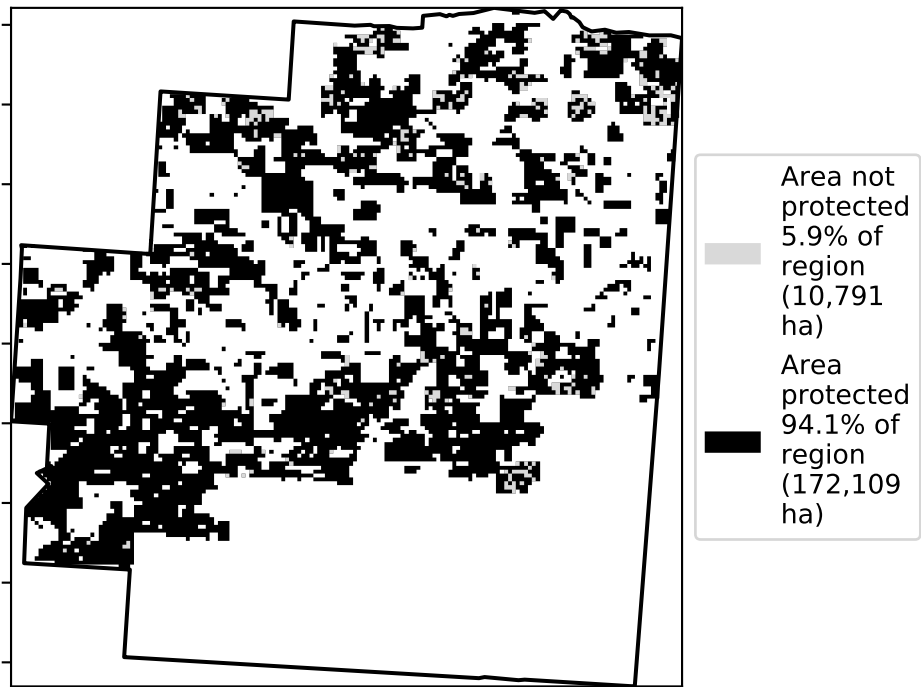 Area not
protected
5.9% of
region
(10,791
ha)
Area
protected
94.1% of
region
(172,109
ha)